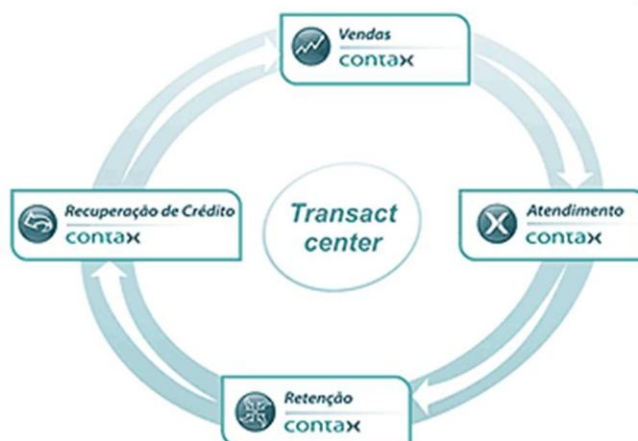 Vendas
contax
Recuperação de Crédito
contax
Transact
center
Atendimento
contax
Retenção
contax